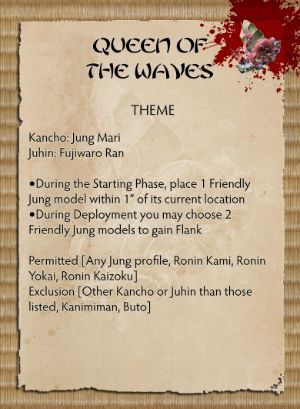 QUEEN OF
THE WAVES
THEME
Kancho: Jung Mari
Juhin: Fujiwaro Ran
•During the Starting Phase, place 1 Friendly
Jung model within 1” of its current location
•During Deployment you may choose 2
Friendly Jung models to gain Flank
Permitted [Any Jung profile, Ronin Kami, Ronin
Yokai, Ronin Kaizoku]
Exclusion [Other Kancho or Juhin than those
listed, Kanimiman, Buto]